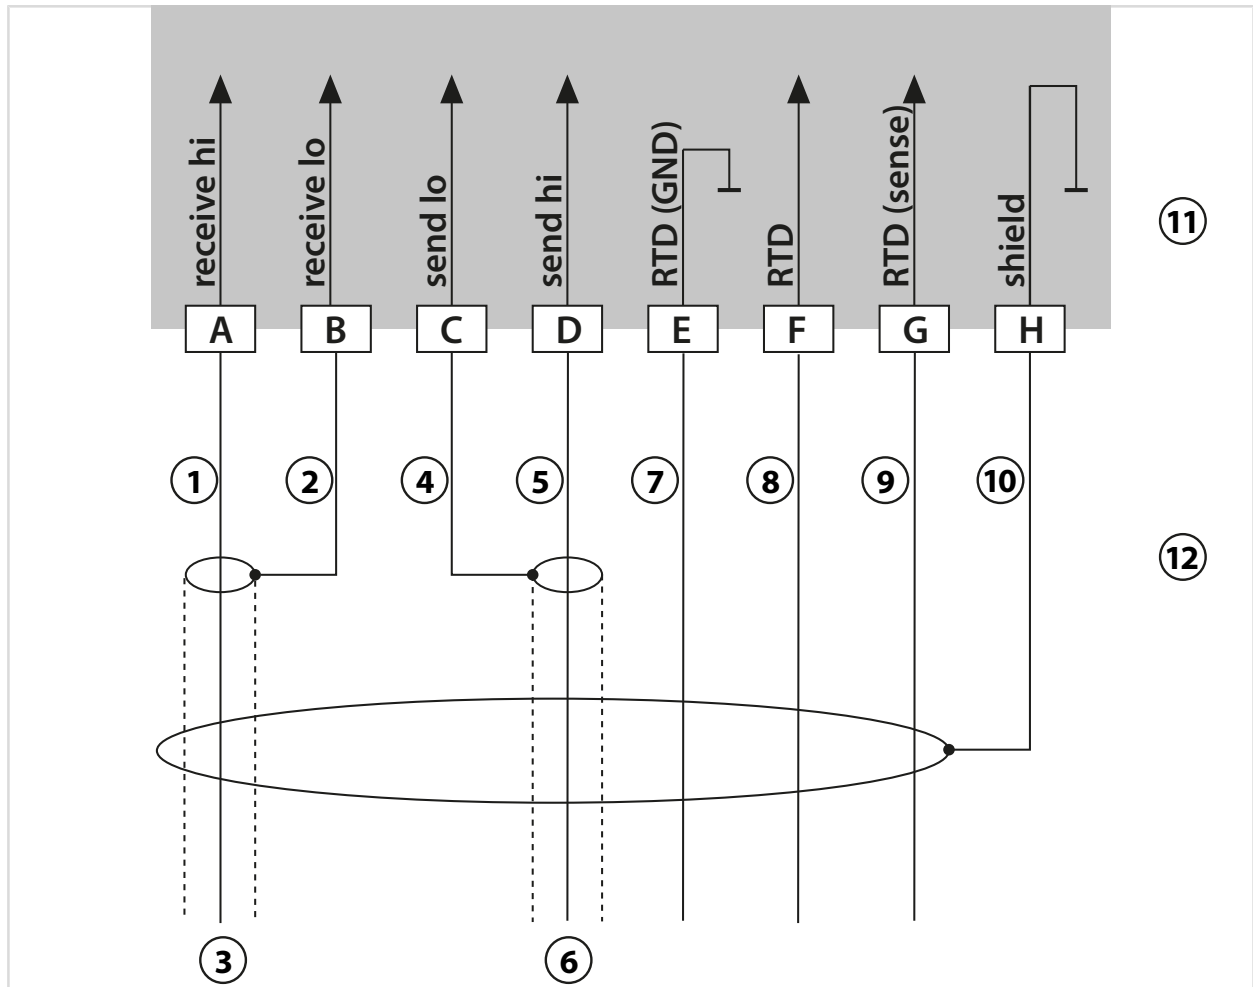 receive hi
receive lo
send lo
send hi
RTD (GND)
RTD
RTD (sense)
shield
11
A B C D E F G H
1 2 4 5 7 8 9 10
12
3 6